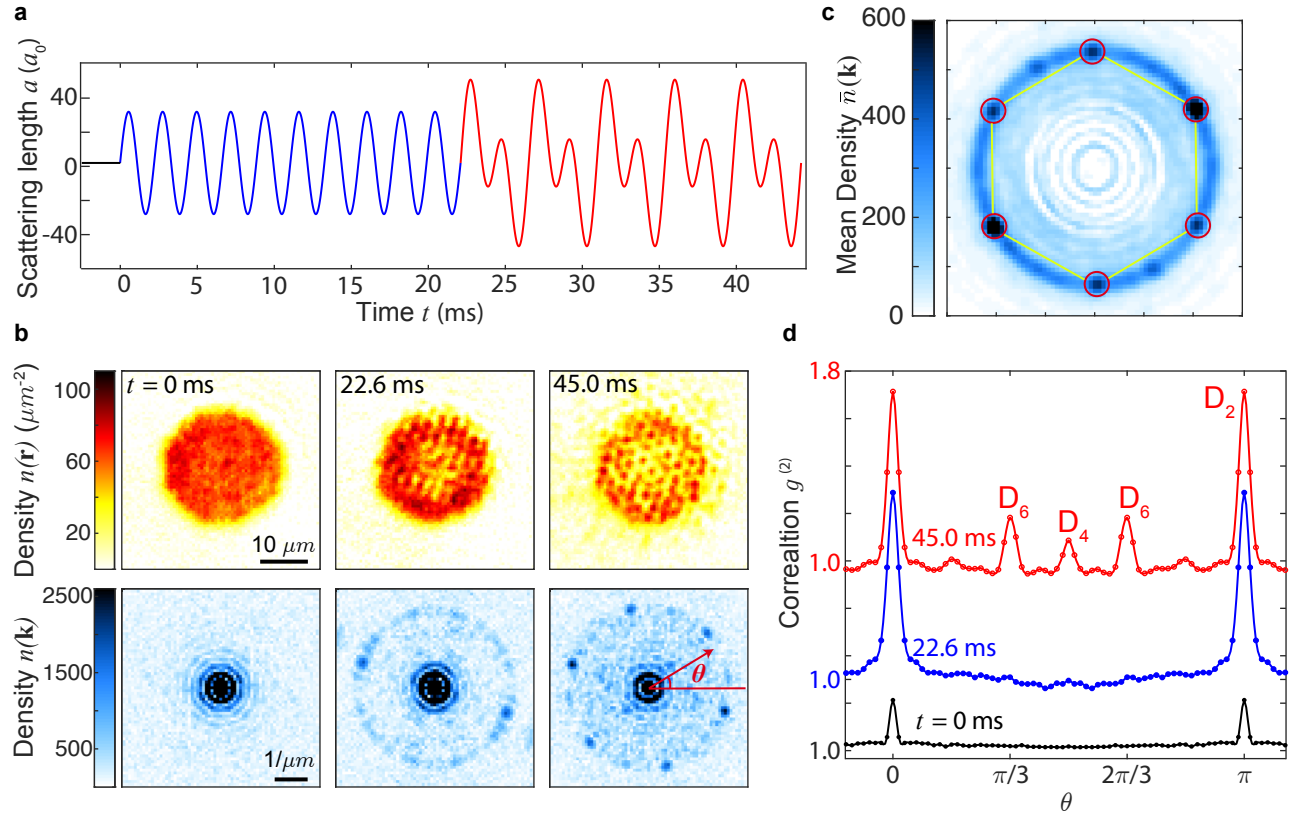 a
Scattering length a (a0)
40
0
-40
0 5 10 15 20 25 30 35 40
Time t (ms)
b
Density n(r) (μm⁻²)
100
60
20
t = 0 ms
22.6 ms
45.0 ms
10 μm
Density n(k)
2500
1500
500
1/μm
θ
c
Mean Density n̄(k)
600
400
200
0
d
Correaltion g⁽²⁾
1.8
1.0
1.0
1.0
D2
D6
D4
D6
45.0 ms
22.6 ms
t = 0 ms
0 π/3 2π/3 π
θ